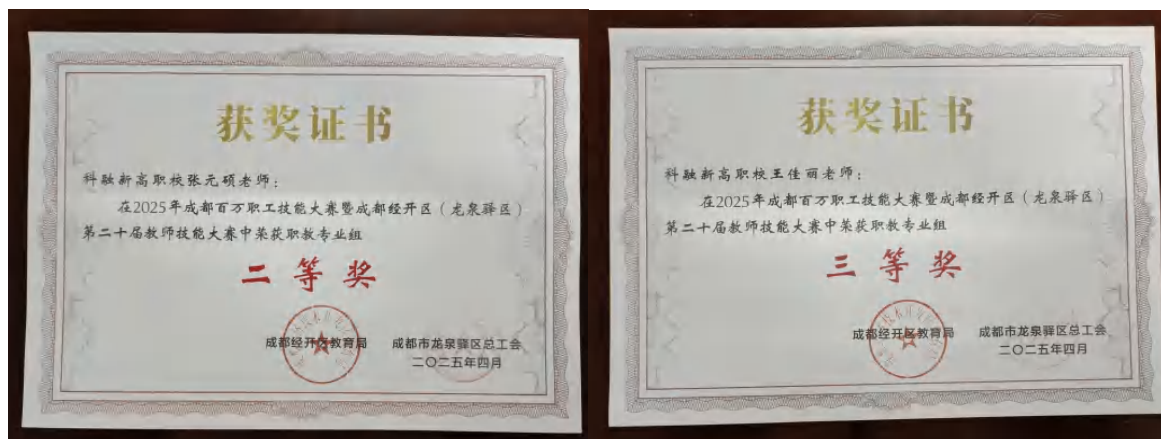 获奖证书
科融新高职校张元硕老师：
在2025年成都百万职工技能大赛暨成都经开区（龙泉驿区）
第二十届教师技能大赛中荣获职教专业组
二等奖
成都经开区教育局 成都市龙泉驿区总工会
二〇二五年四月
获奖证书
科融新高职校王佳丽老师：
在2025年成都百万职工技能大赛暨成都经开区（龙泉驿区）
第二十届教师技能大赛中荣获职教专业组
三等奖
成都经开区教育局 成都市龙泉驿区总工会
二〇二五年四月